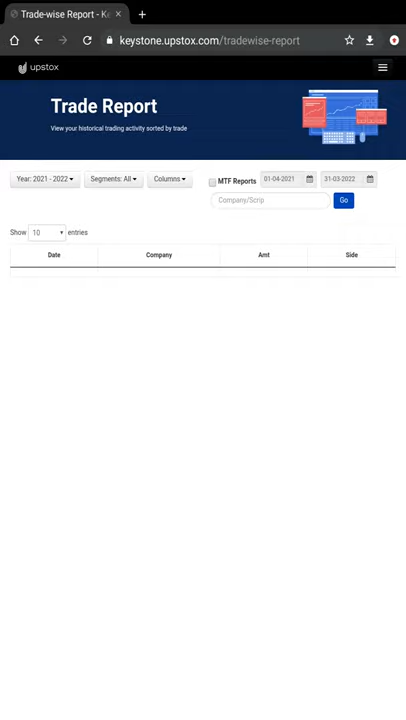 Trade-wise Report - Ke
keystone.upstox.com/tradewise-report
upstox
Trade Report
View your historical trading activity sorted by trade
Year: 2021 - 2022 Segments: All Columns MTF Reports 01-04-2021 31-03-2022
Company/Scrip Go
Show 10 entries
Date Company Amt Side